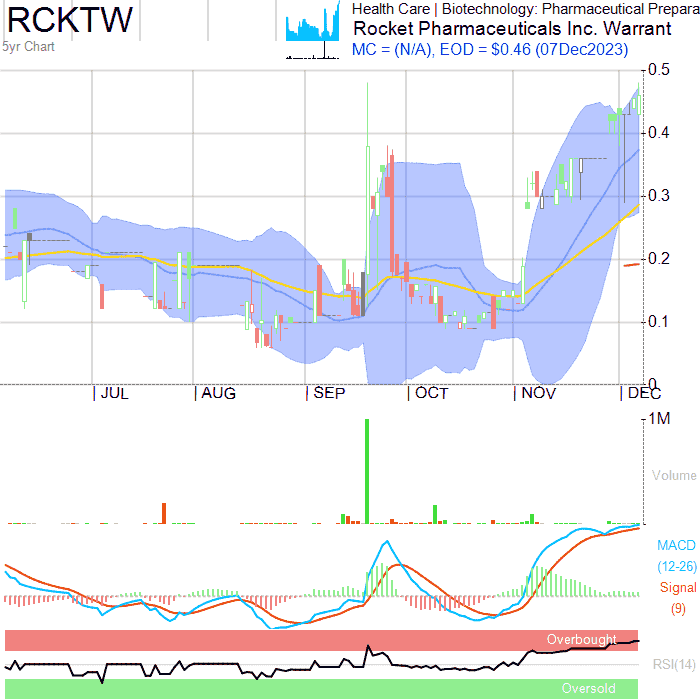 RCKTW
Health Care | Biotechnology: Pharmaceutical Prepara
Rocket Pharmaceuticals Inc. Warrant
5yr Chart
MC = (N/A), EOD = $0.46 (07Dec2023)
0.5
0.4
0.3
0.2
0.1
0
JUL AUG SEP OCT NOV DEC
1M
Volume
MACD
(12-26)
Signal
(9)
Overbought
RSI(14)
Oversold